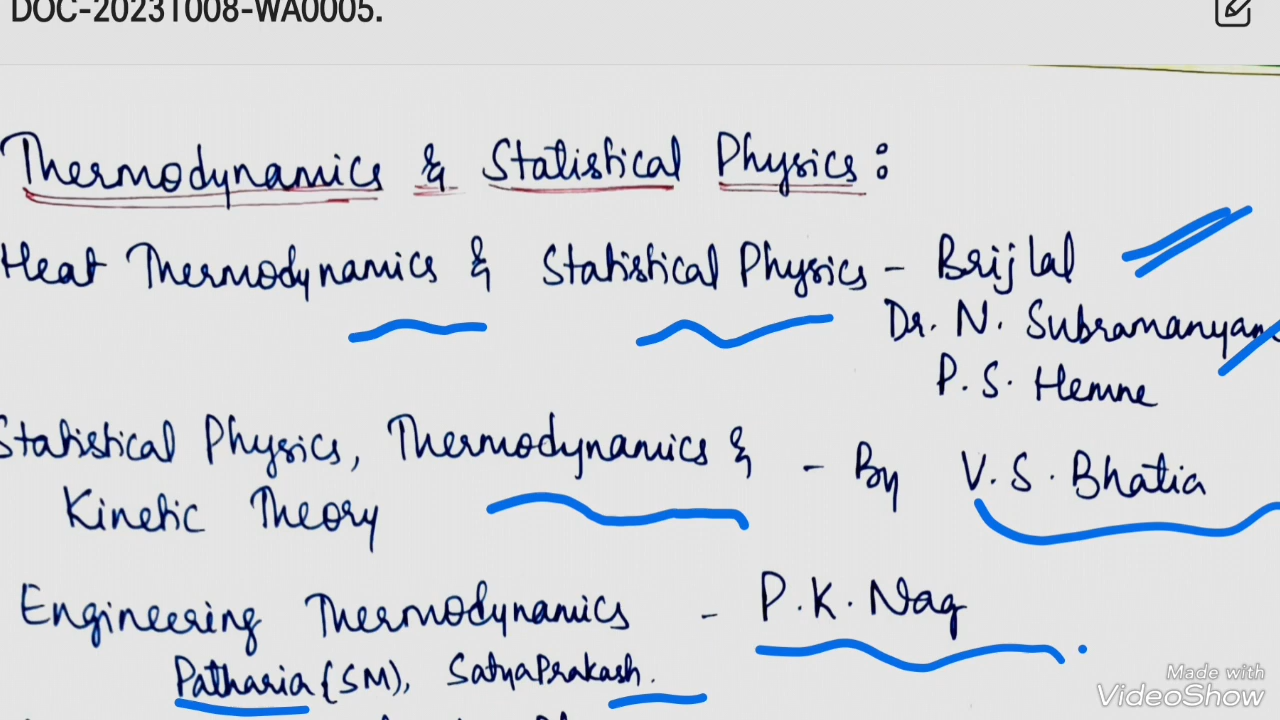 DOC-20231008-WA0005.
Thermodynamics & Statistical Physics :
Heat Thermodynamics & Statistical Physics - Brijlal
Dr. N. Subramanyam
P. S. Hemne
Statistical Physics, Thermodynamics & - By V. S. Bhatia
Kinetic Theory
Engineering Thermodynamics - P. K. Nag
Patharia (SM), SatyaPrakash.
Made with
VideoShow